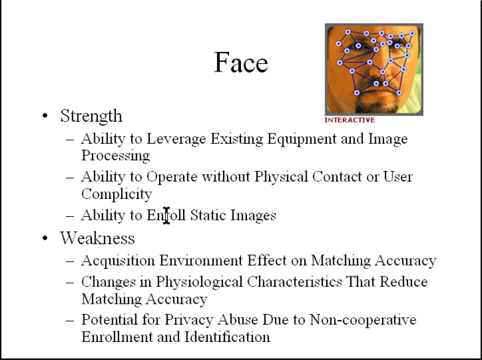 Face
INTERACTIVE
• Strength
– Ability to Leverage Existing Equipment and Image
Processing
– Ability to Operate without Physical Contact or User
Complicity
– Ability to Enroll Static Images
• Weakness
– Acquisition Environment Effect on Matching Accuracy
– Changes in Physiological Characteristics That Reduce
Matching Accuracy
– Potential for Privacy Abuse Due to Non-cooperative
Enrollment and Identification